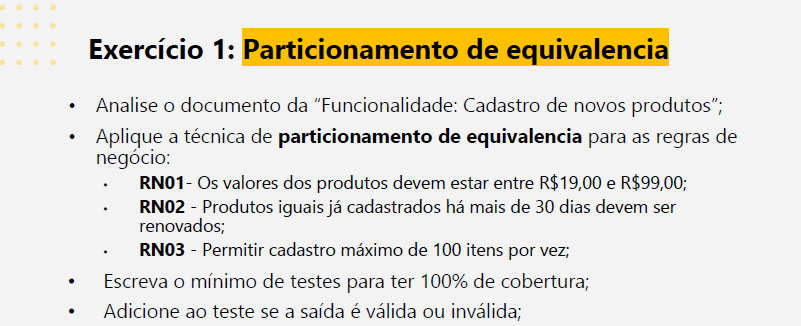 Exercício 1: Particionamento de equivalencia
• Analise o documento da “Funcionalidade: Cadastro de novos produtos”;
• Aplique a técnica de particionamento de equivalencia para as regras de
negócio:
• RN01- Os valores dos produtos devem estar entre R$19,00 e R$99,00;
• RN02 - Produtos iguais já cadastrados há mais de 30 dias devem ser
renovados;
• RN03 - Permitir cadastro máximo de 100 itens por vez;
• Escreva o mínimo de testes para ter 100% de cobertura;
• Adicione ao teste se a saída é válida ou inválida;